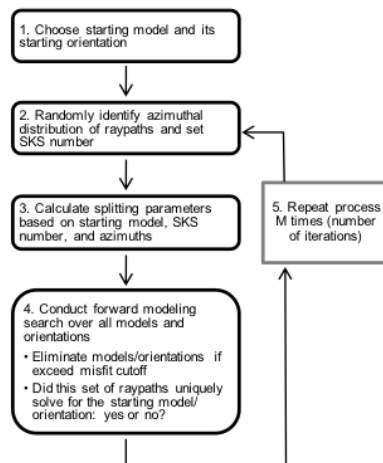 1. Choose starting model and its
starting orientation
2. Randomly identify azimuthal
distribution of raypaths and set
SKS number
3. Calculate splitting parameters
based on starting model, SKS
number, and azimuths
5. Repeat process
M times (number
of iterations)
4. Conduct forward modeling
search over all models and
orientations
• Eliminate models/orientations if
exceed misfit cutoff
• Did this set of raypaths uniquely
solve for the starting model/
orientation: yes or no?